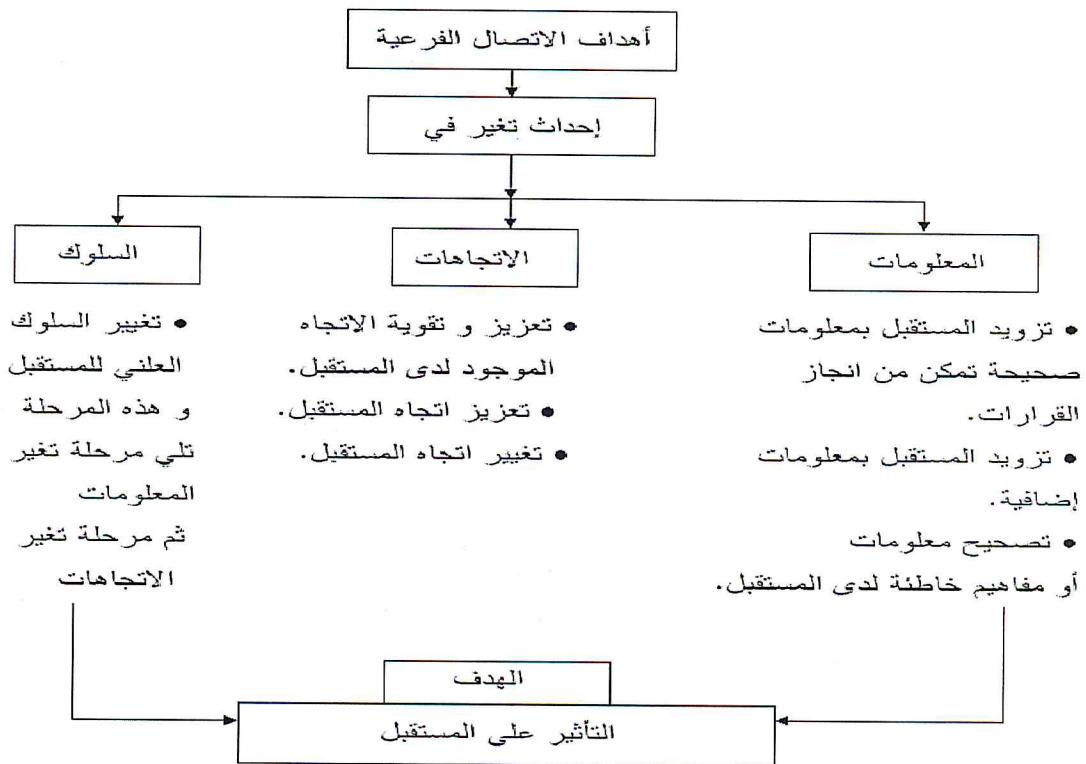 أهداف الاتصال الفرعية
إحداث تغير في
المعلومات
• تزويد المستقبل بمعلومات
صحيحة تمكن من انجاز
القرارات.
• تزويد المستقبل بمعلومات
إضافية.
• تصحيح معلومات
أو مفاهيم خاطئة لدى المستقبل.
الإتجاهات
• تعزيز و تقوية الاتجاه
الموجود لدى المستقبل.
• تعزيز اتجاه المستقبل.
• تغيير اتجاه المستقبل.
السلوك
• تغيير السلوك
العلني للمستقبل
و هذه المرحلة
تلي مرحلة تغير
المعلومات
ثم مرحلة تغير
الاتجاهات
الهدف
التأثير على المستقبل